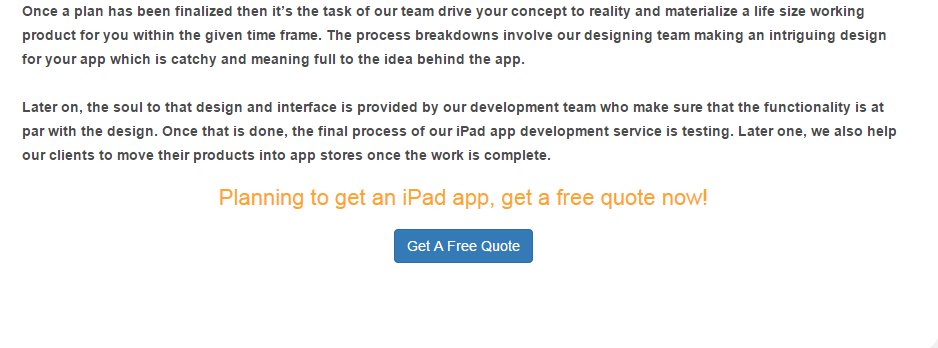 Once a plan has been finalized then it’s the task of our team drive your concept to reality and materialize a life size working
product for you within the given time frame. The process breakdowns involve our designing team making an intriguing design
for your app which is catchy and meaning full to the idea behind the app.
Later on, the soul to that design and interface is provided by our development team who make sure that the functionality is at
par with the design. Once that is done, the final process of our iPad app development service is testing. Later one, we also help
our clients to move their products into app stores once the work is complete.
Planning to get an iPad app, get a free quote now!
Get A Free Quote